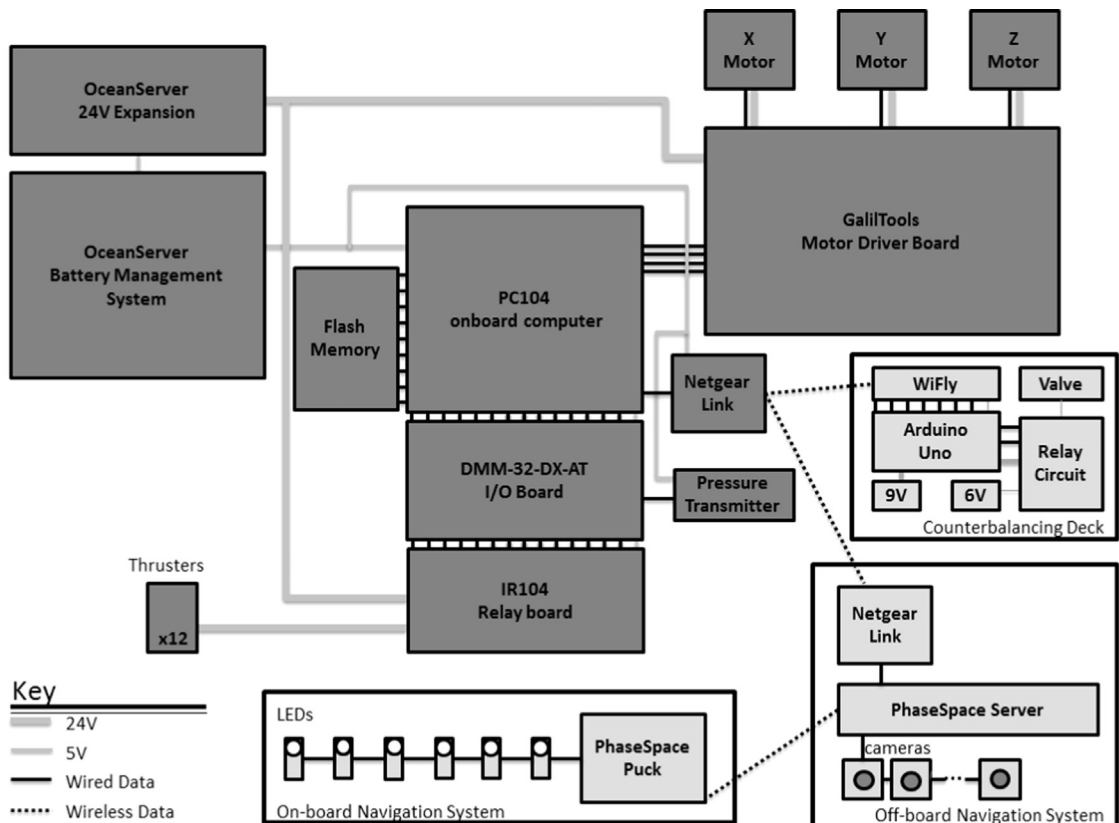 OceanServer
24V Expansion
X
Motor
Y
Motor
Z
Motor
OceanServer
Battery Management
System
GalilTools
Motor Driver Board
PC104
onboard computer
Flash
Memory
Netgear
Link
WiFly
Valve
Arduino
Uno
Relay
Circuit
9V
6V
Counterbalancing Deck
DMM-32-DX-AT
I/O Board
Pressure
Transmitter
IR104
Relay board
Thrusters
x12
Netgear
Link
PhaseSpace Server
cameras
Off-board Navigation System
LEDs
PhaseSpace
Puck
On-board Navigation System
Key
24V
5V
Wired Data
Wireless Data